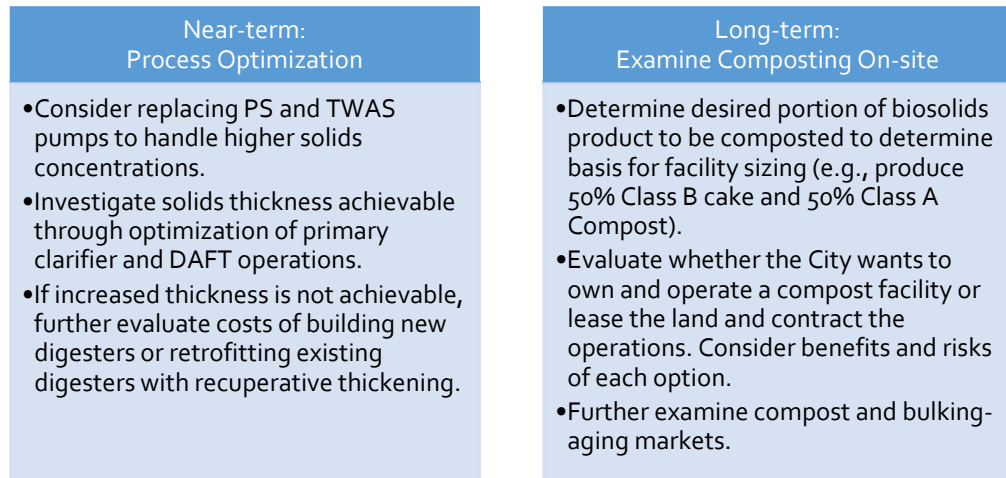 Near-term:
Process Optimization
•Consider replacing PS and TWAS
pumps to handle higher solids
concentrations.
•Investigate solids thickness achievable
through optimization of primary
clarifier and DAFT operations.
•If increased thickness is not achievable,
further evaluate costs of building new
digesters or retrofitting existing
digesters with recuperative thickening.
Long-term:
Examine Composting On-site
•Determine desired portion of biosolids
product to be composted to determine
basis for facility sizing (e.g., produce
50% Class B cake and 50% Class A
Compost).
•Evaluate whether the City wants to
own and operate a compost facility or
lease the land and contract the
operations. Consider benefits and risks
of each option.
•Further examine compost and bulking-
aging markets.